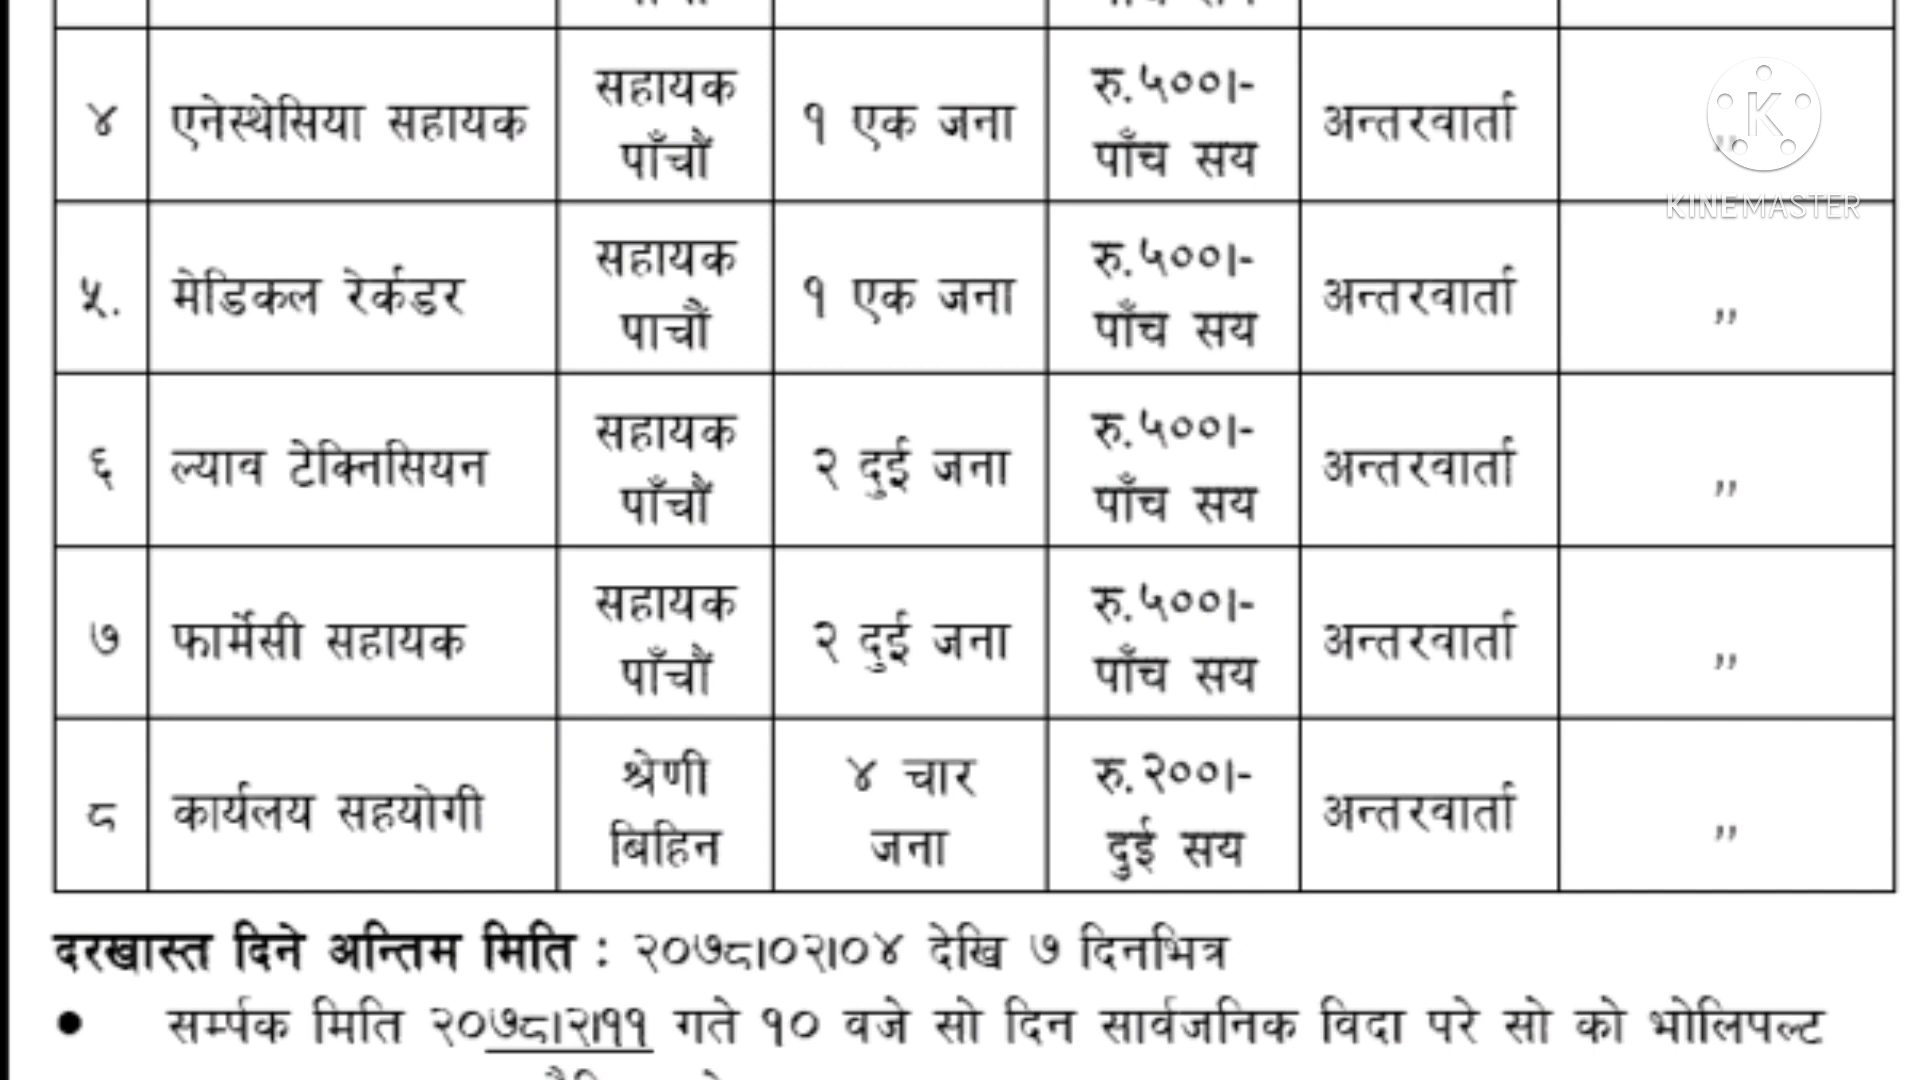 ४ एनेस्थेसिया सहायक सहायक पाँचौं १ एक जना रु.५००।- पाँच सय अन्तरवार्ता ,,
५. मेडिकल रेर्कडर सहायक पाचौं १ एक जना रु.५००।- पाँच सय अन्तरवार्ता ,,
६ ल्याव टेक्निसियन सहायक पाँचौं २ दुई जना रु.५००।- पाँच सय अन्तरवार्ता ,,
७ फार्मेसी सहायक सहायक पाँचौं २ दुई जना रु.५००।- पाँच सय अन्तरवार्ता ,,
८ कार्यलय सहयोगी श्रेणी बिहिन ४ चार जना रु.२००।- दुई सय अन्तरवार्ता ,,
दरखास्त दिने अन्तिम मिति : २०७८।०२।०४ देखि ७ दिनभित्र
• सर्म्पक मिति २०७८।२।११ गते १० वजे सो दिन सार्वजनिक विदा परे सो को भोलिपल्ट
K
KINEMASTER